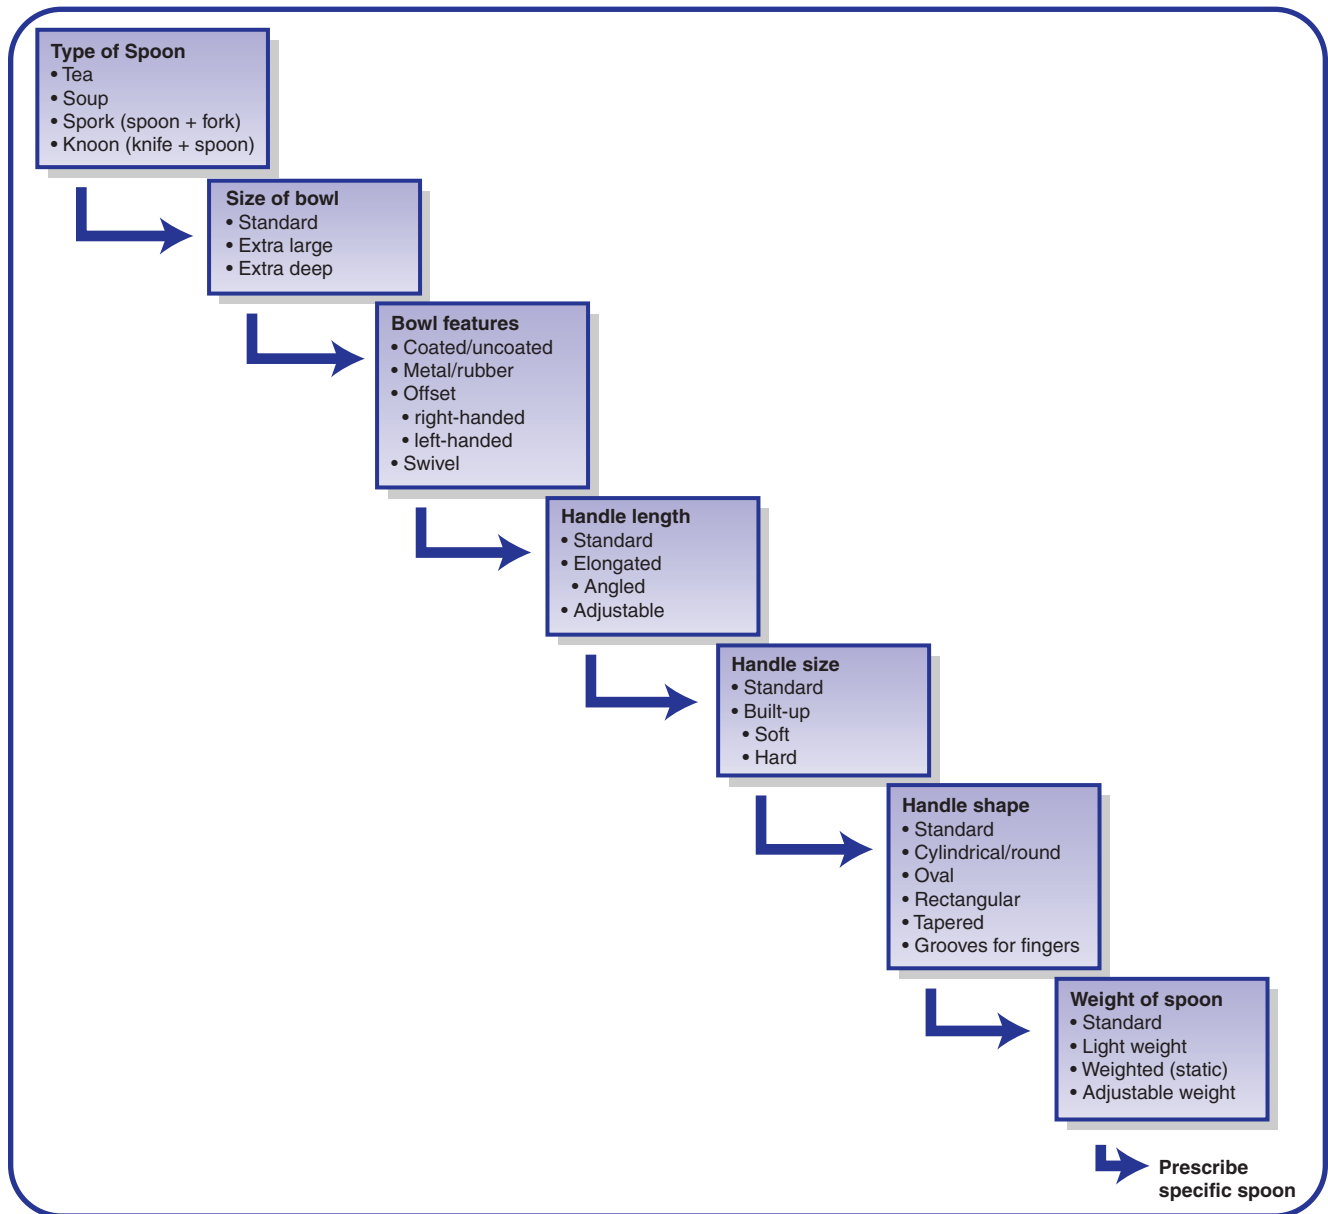 Type of Spoon
• Tea
• Soup
• Spork (spoon + fork)
• Knoon (knife + spoon)
Size of bowl
• Standard
• Extra large
• Extra deep
Bowl features
• Coated/uncoated
• Metal/rubber
• Offset
• right-handed
• left-handed
• Swivel
Handle length
• Standard
• Elongated
• Angled
• Adjustable
Handle size
• Standard
• Built-up
• Soft
• Hard
Handle shape
• Standard
• Cylindrical/round
• Oval
• Rectangular
• Tapered
• Grooves for fingers
Weight of spoon
• Standard
• Light weight
• Weighted (static)
• Adjustable weight
Prescribe
specific spoon